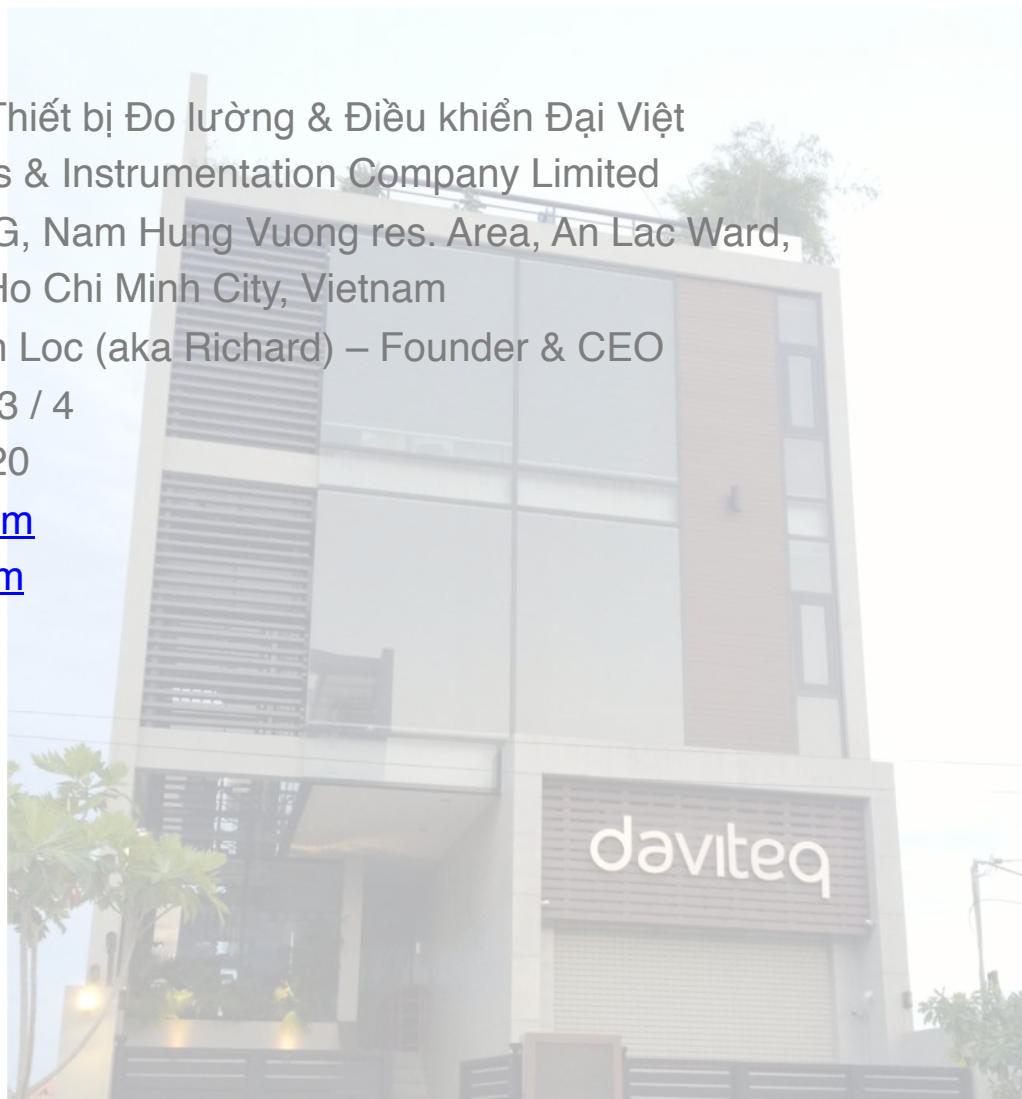 Thiết bị Đo lường & Điều khiển Đại Việt
s & Instrumentation Company Limited
G, Nam Hung Vuong res. Area, An Lac Ward,
Ho Chi Minh City, Vietnam
n Loc (aka Richard) – Founder & CEO
3 / 4
20
m
m
daviteq